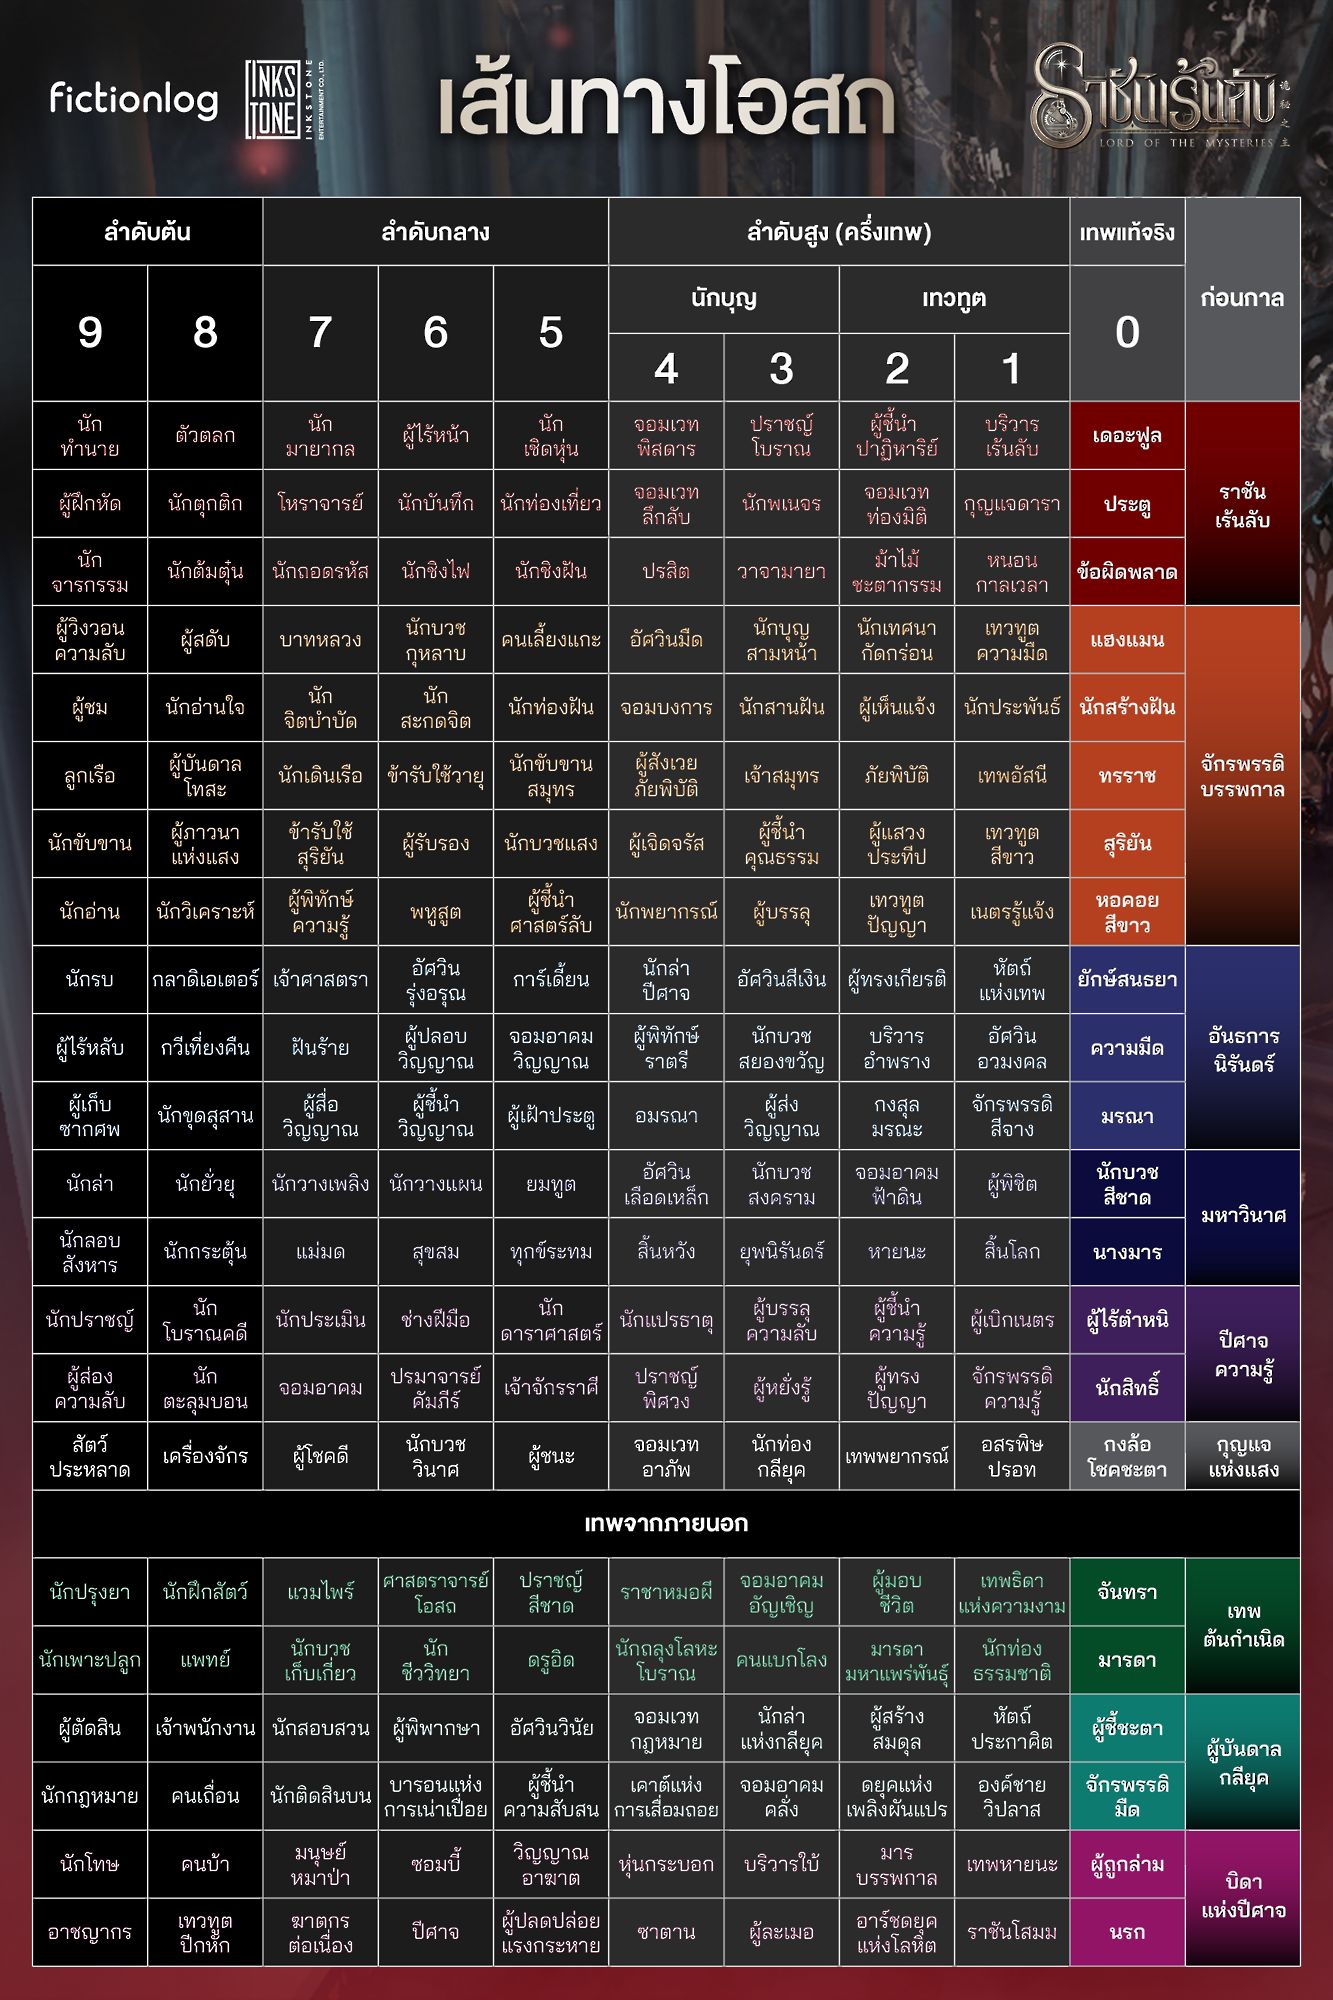 fictionlog
INKSTONE
INKSTONE
ENTERTAINMENT CO., LTD.
เส้นทางโอสถ
ราชันเร้นลับ
LORD OF THE MYSTERIES
诡秘之主
ลำดับต้น ลำดับกลาง ลำดับสูง (ครึ่งเทพ) เทพแท้จริง ก่อนกาล
นักบุญ เทวทูต
9 8 7 6 5 4 3 2 1 0
นักทำนาย ตัวตลก นักมายากล ผู้ไร้หน้า นักเชิดหุ่น จอมเวทพิสดาร ปราชญ์โบราณ ผู้ชี้นำปาฏิหาริย์ บริวารเร้นลับ เดอะฟูล ราชันเร้นลับ
ผู้ฝึกหัด นักตุกติก โหราจารย์ นักบันทึก นักท่องเที่ยว จอมเวทลึกลับ นักพเนจร จอมเวทท่องมิติ กุญแจดารา ประตู
นักจารกรรม นักต้มตุ๋น นักถอดรหัส นักชิงไฟ นักชิงฝัน ปรสิต วาจามายา ม้าไม้ชะตากรรม หนอนกาลเวลา ข้อผิดพลาด
ผู้วิงวอนความลับ ผู้สดับ บาทหลวง นักบวชกุหลาบ คนเลี้ยงแกะ อัศวินมืด นักบุญสามหน้า นักเทศนากัดกร่อน เทวทูตความมืด แฮงแมน จักรพรรดิบรรพกาล
ผู้ชม นักอ่านใจ นักจิตบำบัด นักสะกดจิต นักท่องฝัน จอมบงการ นักสานฝัน ผู้เห็นแจ้ง นักประพันธ์ นักสร้างฝัน
ลูกเรือ ผู้บันดาลโทสะ นักเดินเรือ ข้ารับใช้วายุ นักขับขานสมุทร ผู้สังเวยภัยพิบัติ เจ้าสมุทร ภัยพิบัติ เทพอัสนี ทรราช
นักขับขาน ผู้ภาวนาแห่งแสง ข้ารับใช้สุริยัน ผู้รับรอง นักบวชแสง ผู้เจิดจรัส ผู้ชี้นำคุณธรรม ผู้แสวงประทีป เทวทูตสีขาว สุริยัน
นักอ่าน นักวิเคราะห์ ผู้พิทักษ์ความรู้ พหูสูต ผู้ชี้นำศาสตร์ลับ นักพยากรณ์ ผู้บรรลุ เทวทูตปัญญา เนตรรู้แจ้ง หอคอยสีขาว
นักรบ กลาดิเอเตอร์ เจ้าศาสตรา อัศวินรุ่งอรุณ การ์เดี้ยน นักล่าปีศาจ อัศวินสีเงิน ผู้ทรงเกียรติ หัตถ์แห่งเทพ ยักษ์สนธยา อันธการนิรันดร์
ผู้ไร้หลับ กวีเที่ยงคืน ฝันร้าย ผู้ปลอบวิญญาณ จอมอาคมวิญญาณ ผู้พิทักษ์ราตรี นักบวชสยองขวัญ บริวารอำพราง อัศวินอวมงคล ความมืด
ผู้เก็บซากศพ นักขุดสุสาน ผู้สื่อวิญญาณ ผู้ชี้นำวิญญาณ ผู้เฝ้าประตู อมรณา ผู้ส่งวิญญาณ กงสุลมรณะ จักรพรรดิสีจาง มรณา
นักล่า นักยั่วยุ นักวางเพลิง นักวางแผน ยมทูต อัศวินเลือดเหล็ก นักบวชสงคราม จอมอาคมฟ้าดิน ผู้พิชิต นักบวชสีชาด มหาวินาศ
นักลอบสังหาร นักกระตุ้น แม่มด สุขสม ทุกข์ระทม สิ้นหวัง ยุพนิรันดร์ หายนะ สิ้นโลก นางมาร
นักปราชญ์ นักโบราณคดี นักประเมิน ช่างฝีมือ นักดาราศาสตร์ นักแปรธาตุ ผู้บรรลุความลับ ผู้ชี้นำความรู้ ผู้เบิกเนตร ผู้ไร้ตำหนิ ปีศาจความรู้
ผู้ส่องความลับ นักตะลุมบอน จอมอาคม ปรมาจารย์คัมภีร์ เจ้าจักรราศี ปราชญ์พิศวง ผู้หยั่งรู้ ผู้ทรงปัญญา จักรพรรดิความรู้ นักสิทธิ์
สัตว์ประหลาด เครื่องจักร ผู้โชคดี นักบวชวินาศ ผู้ชนะ จอมเวทอาภัพ นักท่องกลียุค เทพพยากรณ์ อสรพิษปรอท กงล้อโชคชะตา กุญแจแห่งแสง
เทพจากภายนอก
นักปรุงยา นักฝึกสัตว์ แวมไพร์ ศาสตราจารย์โอสถ ปราชญ์สีชาด ราชาหมอผี จอมอาคมอัญเชิญ ผู้มอบชีวิต เทพธิดาแห่งความงาม จันทรา เทพต้นกำเนิด
นักเพาะปลูก แพทย์ นักบวชเก็บเกี่ยว นักชีววิทยา ดรูอิด นักถลุงโลหะโบราณ คนแบกโลง มารดามหาแพร่พันธุ์ นักท่องธรรมชาติ มารดา
ผู้ตัดสิน เจ้าพนักงาน นักสอบสวน ผู้พิพากษา อัศวินวินัย จอมเวทกฎหมาย นักล่าแห่งกลียุค ผู้สร้างสมดุล หัตถ์ประกาศิต ผู้ชี้ชะตา ผู้บันดาลกลียุค
นักกฎหมาย คนเถื่อน นักติดสินบน บารอนแห่งการเน่าเปื่อย ผู้ชี้นำความสับสน เคาต์แห่งการเสื่อมถอย จอมอาคมคลั่ง ดยุคแห่งเพลิงผันแปร องค์ชายวิปลาส จักรพรรดิมืด
นักโทษ คนบ้า มนุษย์หมาป่า ซอมบี้ วิญญาณอาฆาต หุ่นกระบอก บริวารใบ้ มารบรรพกาล เทพหายนะ ผู้ถูกล่าม บิดาแห่งปีศาจ
อาชญากร เทวทูตปีกหัก ฆาตกรต่อเนื่อง ปีศาจ ผู้ปลดปล่อยแรงกระหาย ซาตาน ผู้ละเมอ อาร์ชดยุคแห่งโลหิต ราชันโสมม นรก